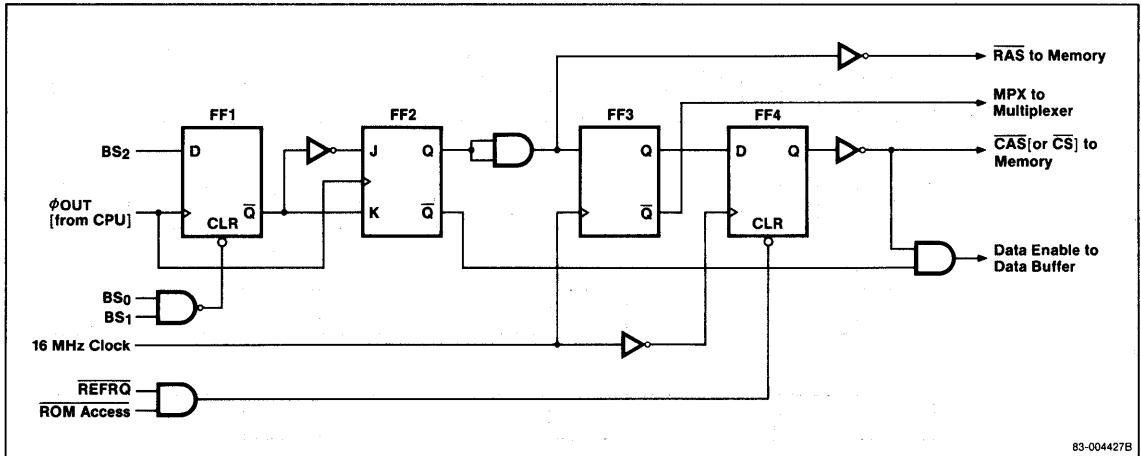 RAS to Memory
MPX to
Multiplexer
FF1
FF2
FF3
FF4
BS₂
D
J
Q
Q
D
Q
CAS[or CS] to
Memory
ΦOUT
[from CPU]
Q
K
Q
Q
CLR
CLR
Data Enable to
Data Buffer
BS₀
BS₁
16 MHz Clock
REFRQ
ROM Access
83-004427B